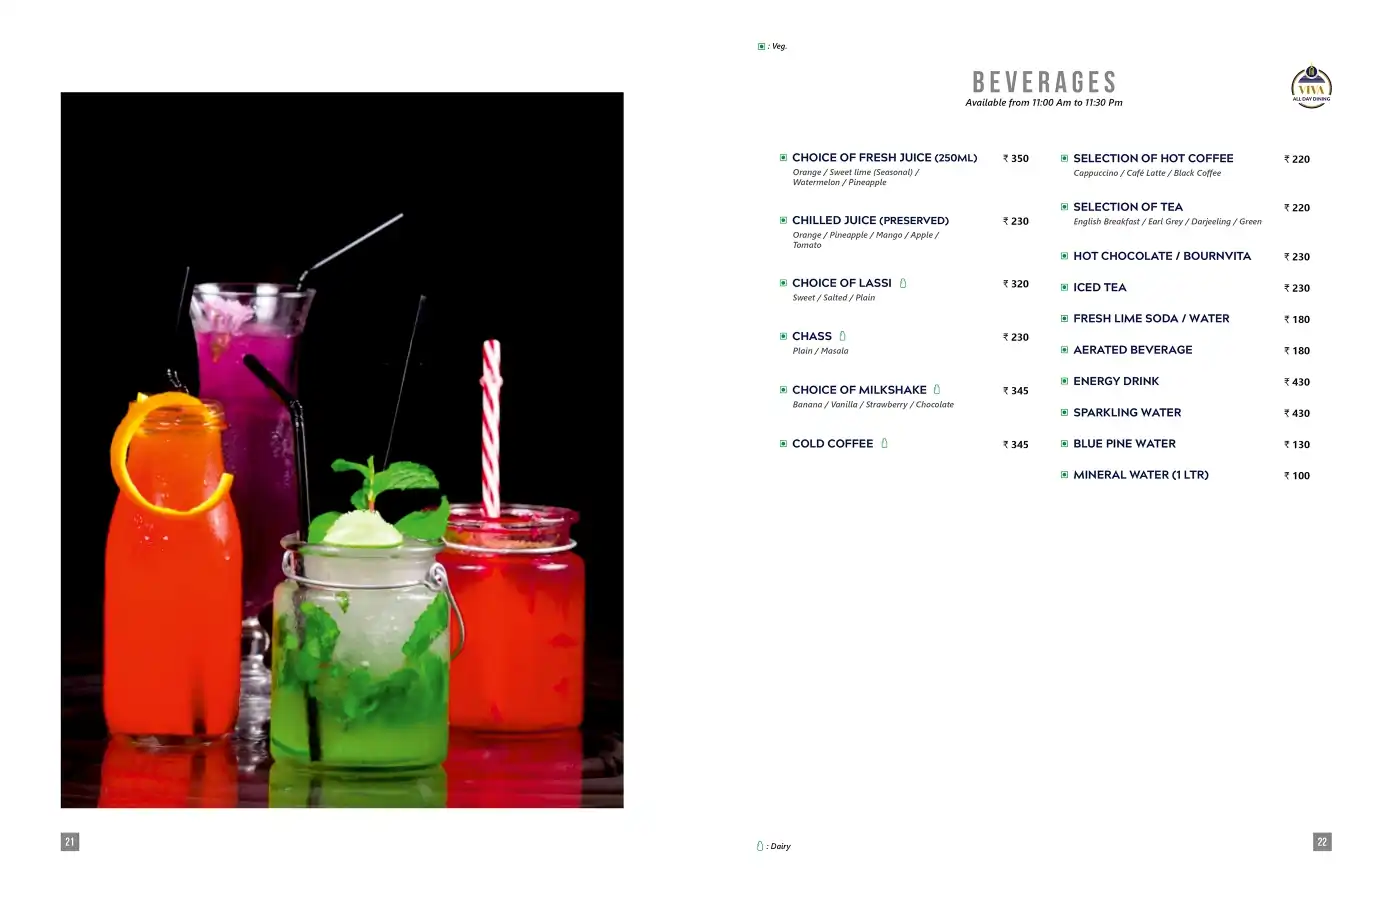 : Veg.
BEVERAGES
Available from 11:00 Am to 11:30 Pm
VIVA
ALL DAY DINING
CHOICE OF FRESH JUICE (250ML) ₹ 350
Orange / Sweet lime (Seasonal) /
Watermelon / Pineapple
CHILLED JUICE (PRESERVED) ₹ 230
Orange / Pineapple / Mango / Apple /
Tomato
CHOICE OF LASSI ₹ 320
Sweet / Salted / Plain
CHASS ₹ 230
Plain / Masala
CHOICE OF MILKSHAKE ₹ 345
Banana / Vanilla / Strawberry / Chocolate
COLD COFFEE ₹ 345
SELECTION OF HOT COFFEE ₹ 220
Cappuccino / Café Latte / Black Coffee
SELECTION OF TEA ₹ 220
English Breakfast / Earl Grey / Darjeeling / Green
HOT CHOCOLATE / BOURNVITA ₹ 230
ICED TEA ₹ 230
FRESH LIME SODA / WATER ₹ 180
AERATED BEVERAGE ₹ 180
ENERGY DRINK ₹ 430
SPARKLING WATER ₹ 430
BLUE PINE WATER ₹ 130
MINERAL WATER (1 LTR) ₹ 100
21
: Dairy
22